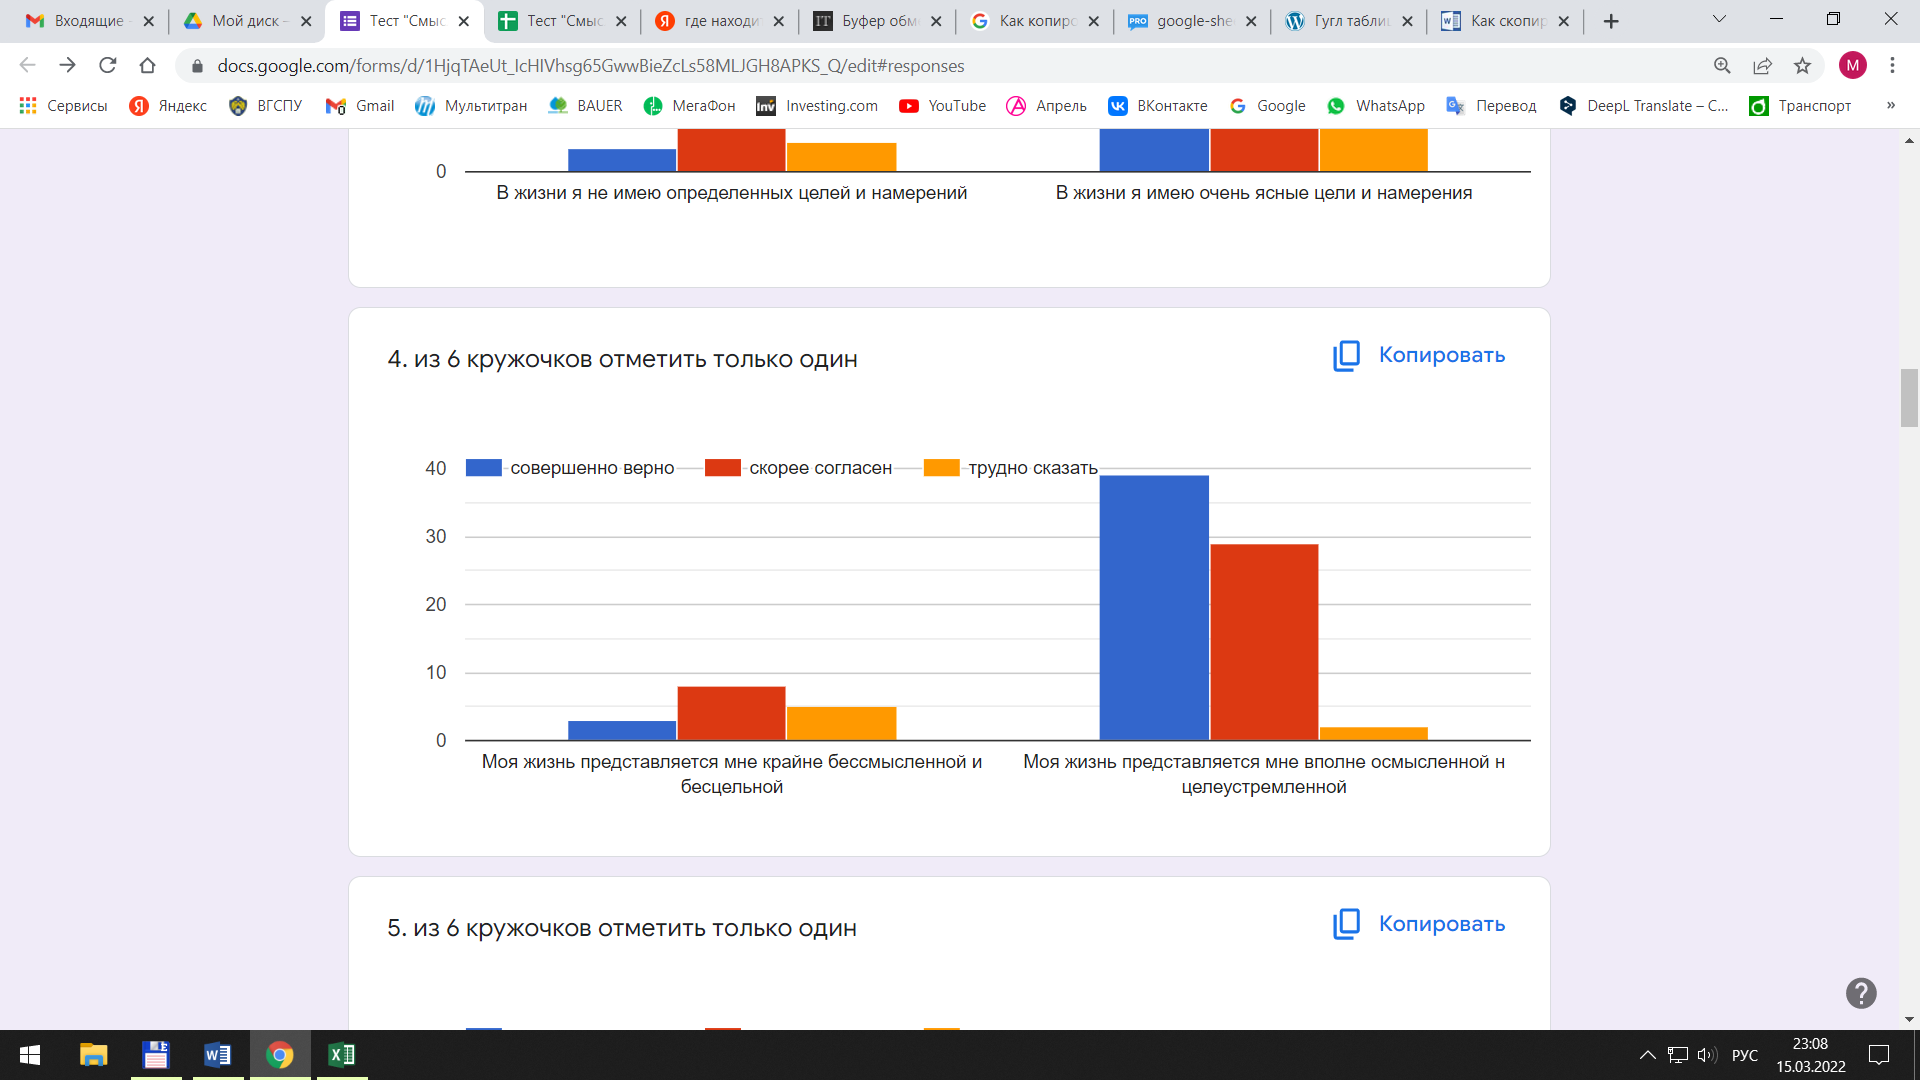 Входящие -
Мой диск –
Тест "Смыс
Тест "Смыс
где находи
Буфер обм
Как копиро
google-she
Гугл таблиц
Как скопир
docs.google.com/forms/d/1HjqTAeUt_IcHIVhsg65GwwBieZcLs58MLJGH8APKS_Q/edit#responses
M
Сервисы
Яндекс
ВГСПУ
Gmail
Мультитран
BAUER
МегаФон
Investing.com
YouTube
Апрель
ВКонтакте
Google
WhatsApp
Перевод
DeepL Translate – С...
Транспорт
»
0
В жизни я не имею определенных целей и намерений
В жизни я имею очень ясные цели и намерения
4. из 6 кружочков отметить только один
Копировать
совершенно верно
скорее согласен
трудно сказать
40
30
20
10
0
Моя жизнь представляется мне крайне бессмысленной и
бесцельной
Моя жизнь представляется мне вполне осмысленной н
целеустремленной
5. из 6 кружочков отметить только один
Копировать
РУС
23:08
15.03.2022